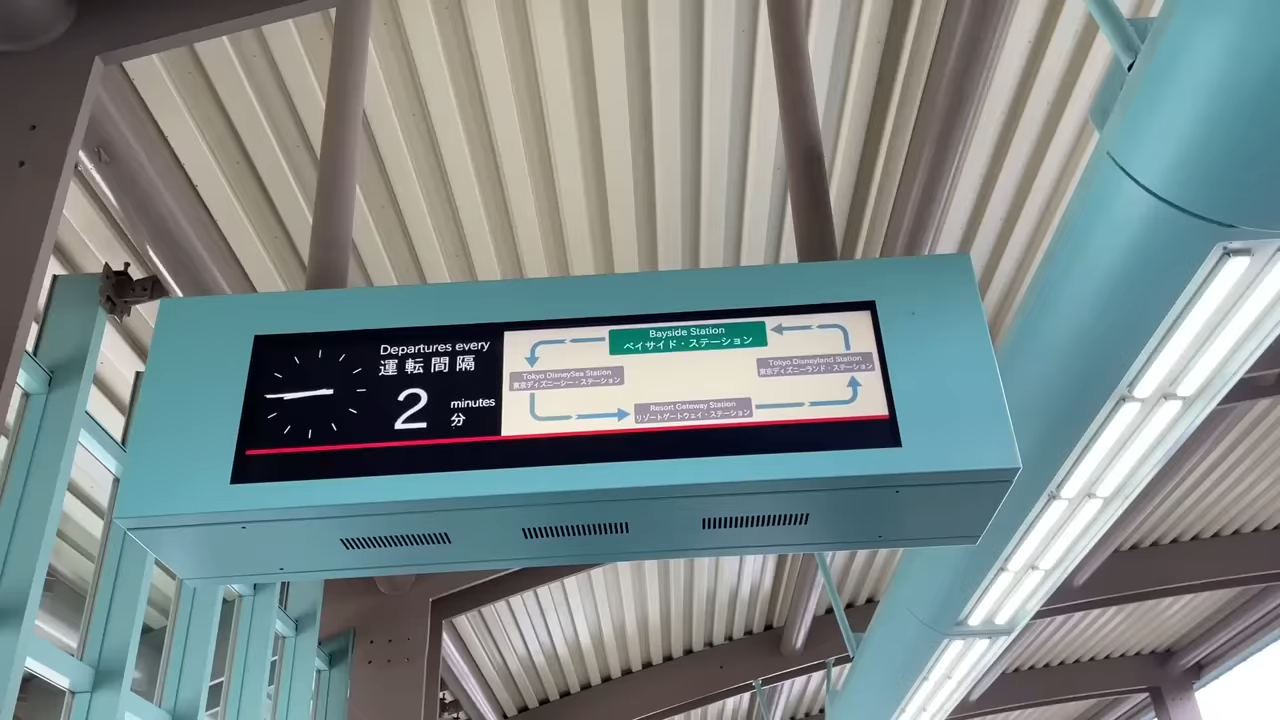 Departures every
運転間隔
2 minutes
分
Bayside Station
ベイサイド・ステーション
Tokyo DisneySea Station
東京ディズニーシー・ステーション
Tokyo Disneyland Station
東京ディズニーランド・ステーション
Resort Gateway Station
リゾートゲートウェイ・ステーション